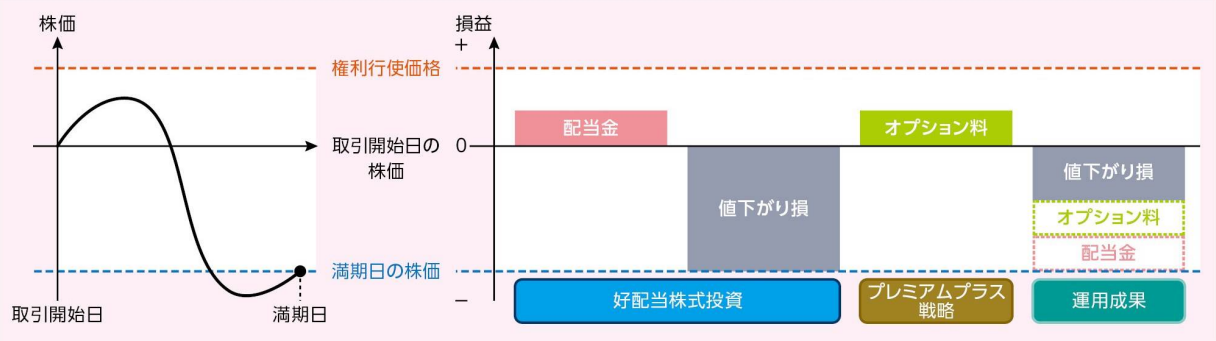 株価
権利行使価格
取引開始日の
株価
満期日の株価
取引開始日
満期日
損益
+
0
−
配当金
値下がり損
オプション料
値下がり損
オプション料
配当金
好配当株式投資
プレミアムプラス
戦略
運用成果